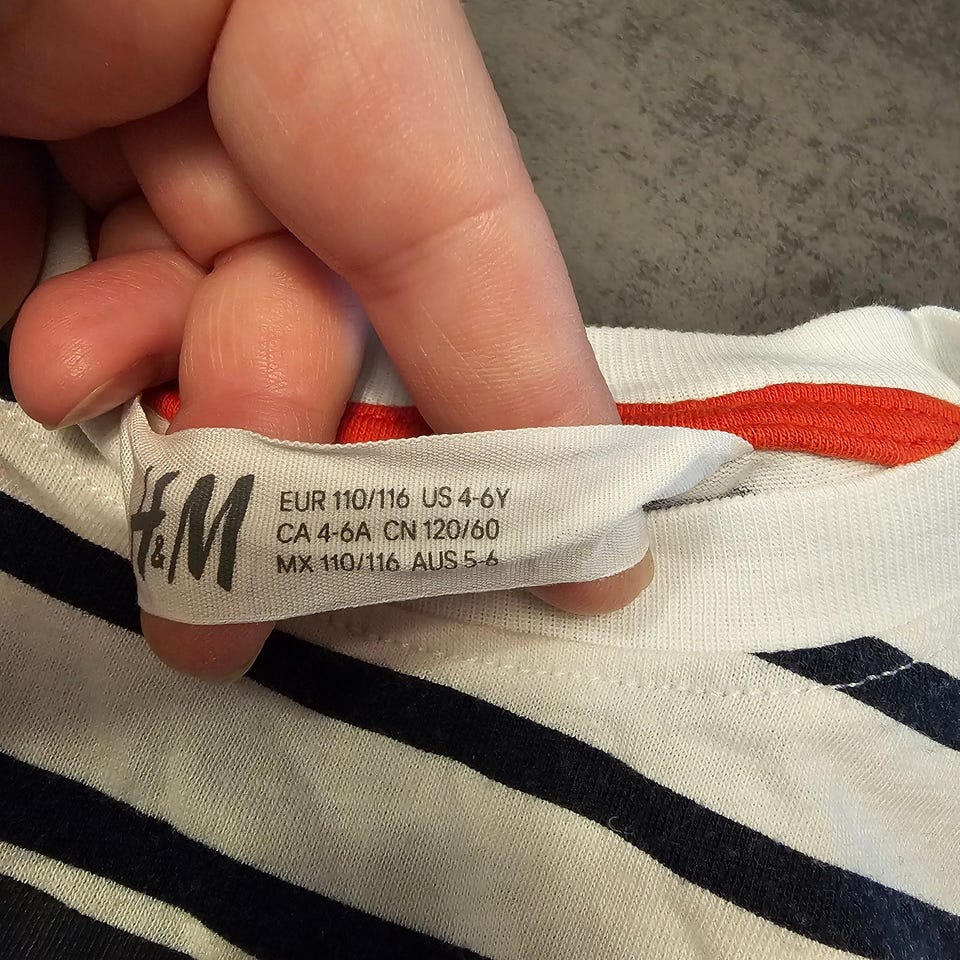 H&M
EUR 110/116 US 4-6Y
CA 4-6A CN 120/60
MX 110/116 AUS 5-6